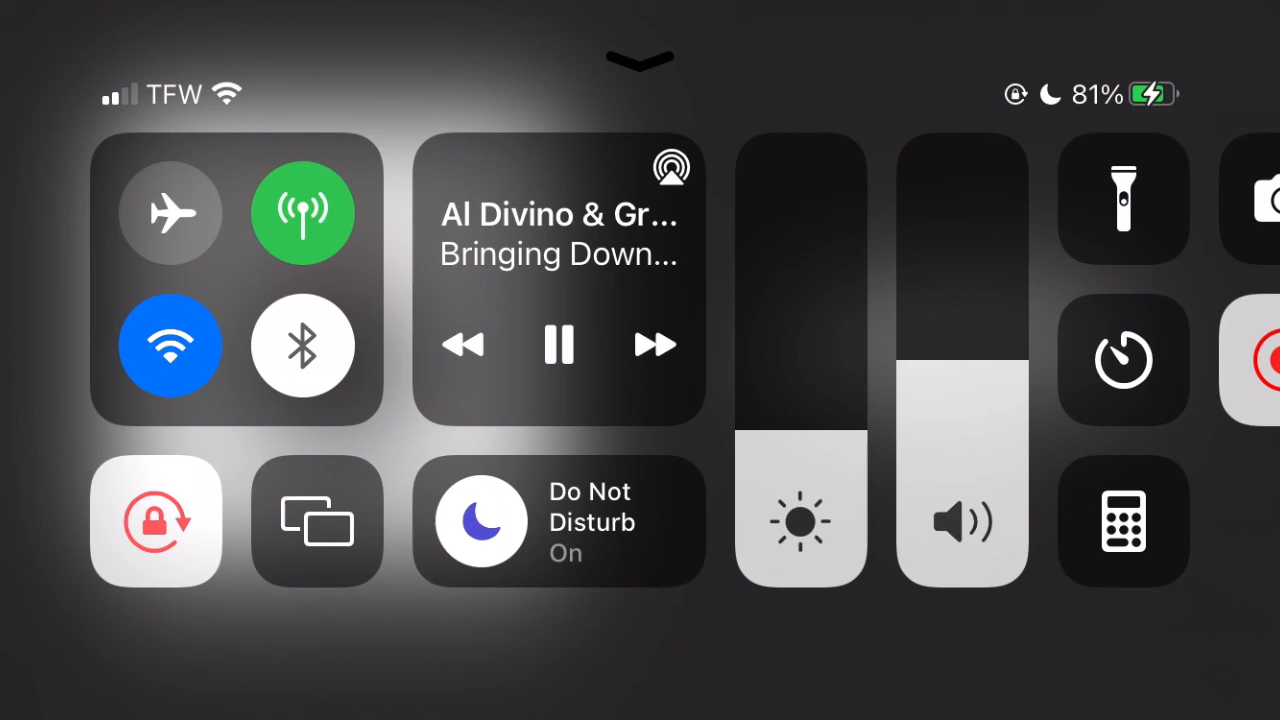 TFW
81%
Al Divino & Gr...
Bringing Down...
Do Not
Disturb
On